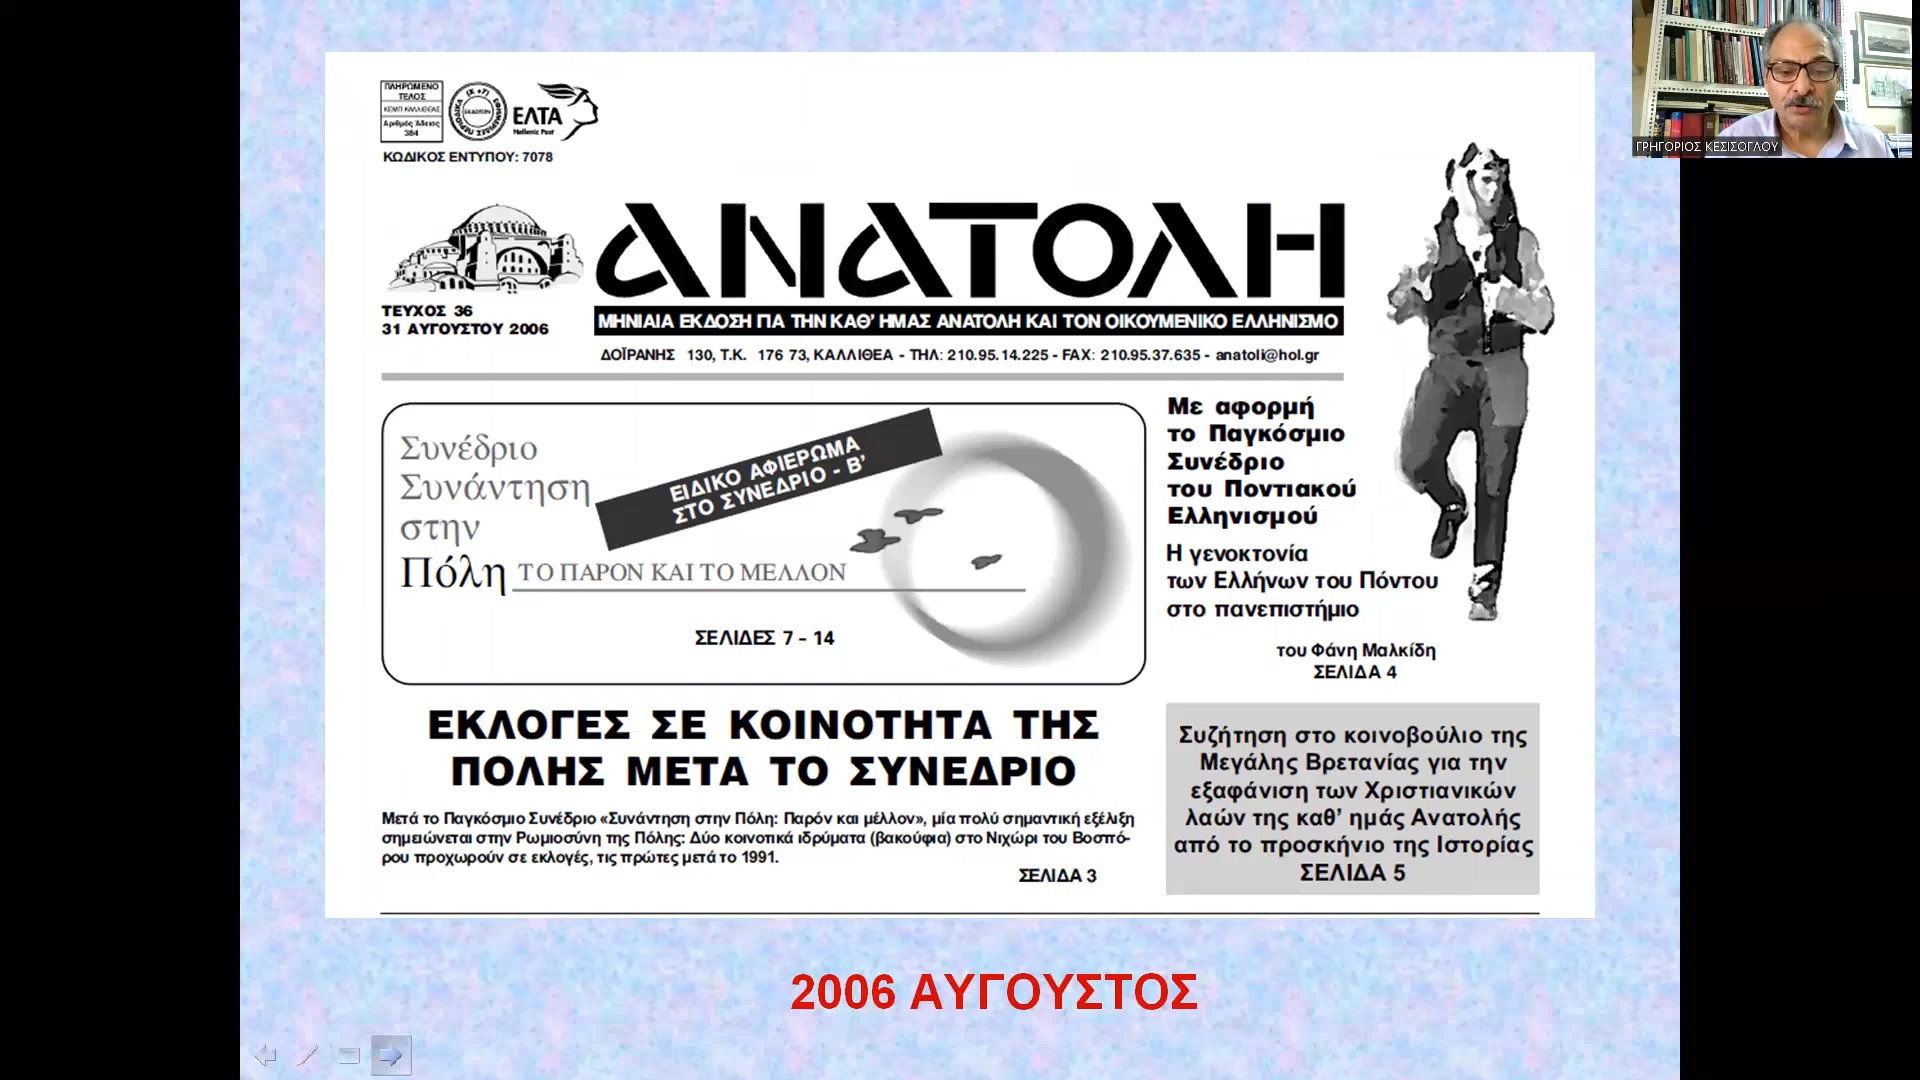 ΠΛΗΡΩΜΕΝΟ
ΤΕΛΟΣ
ΚΕΜΠ ΚΑΛΛΙΘΕΑΣ
Αριθμός Άδειας
384
ΕΛΤΑ
Hellenic Post
ΚΩΔΙΚΟΣ ΕΝΤΥΠΟΥ: 7078
ΓΡΗΓΟΡΙΟΣ ΚΕΣΙΣΟΓΛΟΥ
ΑΝΑΤΟΛΗ
ΤΕΥΧΟΣ 36
31 ΑΥΓΟΥΣΤΟΥ 2006
ΜΗΝΙΑΙΑ ΕΚΔΟΣΗ ΓΙΑ ΤΗΝ ΚΑΘ’ ΗΜΑΣ ΑΝΑΤΟΛΗ ΚΑΙ ΤΟΝ ΟΙΚΟΥΜΕΝΙΚΟ ΕΛΛΗΝΙΣΜΟ
ΔΟΪΡΑΝΗΣ 130, Τ.Κ. 176 73, ΚΑΛΛΙΘΕΑ - ΤΗΛ: 210.95.14.225 - FAX: 210.95.37.635 - anatoli@hol.gr
Συνέδριο
Συνάντηση
στην
Πόλη ΤΟ ΠΑΡΟΝ ΚΑΙ ΤΟ ΜΕΛΛΟΝ
ΕΙΔΙΚΟ ΑΦΙΕΡΩΜΑ
ΣΤΟ ΣΥΝΕΔΡΙΟ - Β’
ΣΕΛΙΔΕΣ 7 – 14
Με αφορμή
το Παγκόσμιο
Συνέδριο
του Ποντιακού
Ελληνισμού
Η γενοκτονία
των Ελλήνων του Πόντου
στο πανεπιστήμιο
του Φάνη Μαλκίδη
ΣΕΛΙΔΑ 4
ΕΚΛΟΓΕΣ ΣΕ ΚΟΙΝΟΤΗΤΑ ΤΗΣ
ΠΟΛΗΣ ΜΕΤΑ ΤΟ ΣΥΝΕΔΡΙΟ
Μετά το Παγκόσμιο Συνέδριο «Συνάντηση στην Πόλη: Παρόν και μέλλον», μία πολύ σημαντική εξέλιξη
σημειώνεται στην Ρωμιοσύνη της Πόλης: Δύο κοινοτικά ιδρύματα (βακούφια) στο Νιχώρι του Βοσπό-
ρου προχωρούν σε εκλογές, τις πρώτες μετά το 1991.
ΣΕΛΙΔΑ 3
Συζήτηση στο κοινοβούλιο της
Μεγάλης Βρετανίας για την
εξαφάνιση των Χριστιανικών
λαών της καθ’ ημάς Ανατολής
από το προσκήνιο της Ιστορίας
ΣΕΛΙΔΑ 5
2006 ΑΥΓΟΥΣΤΟΣ